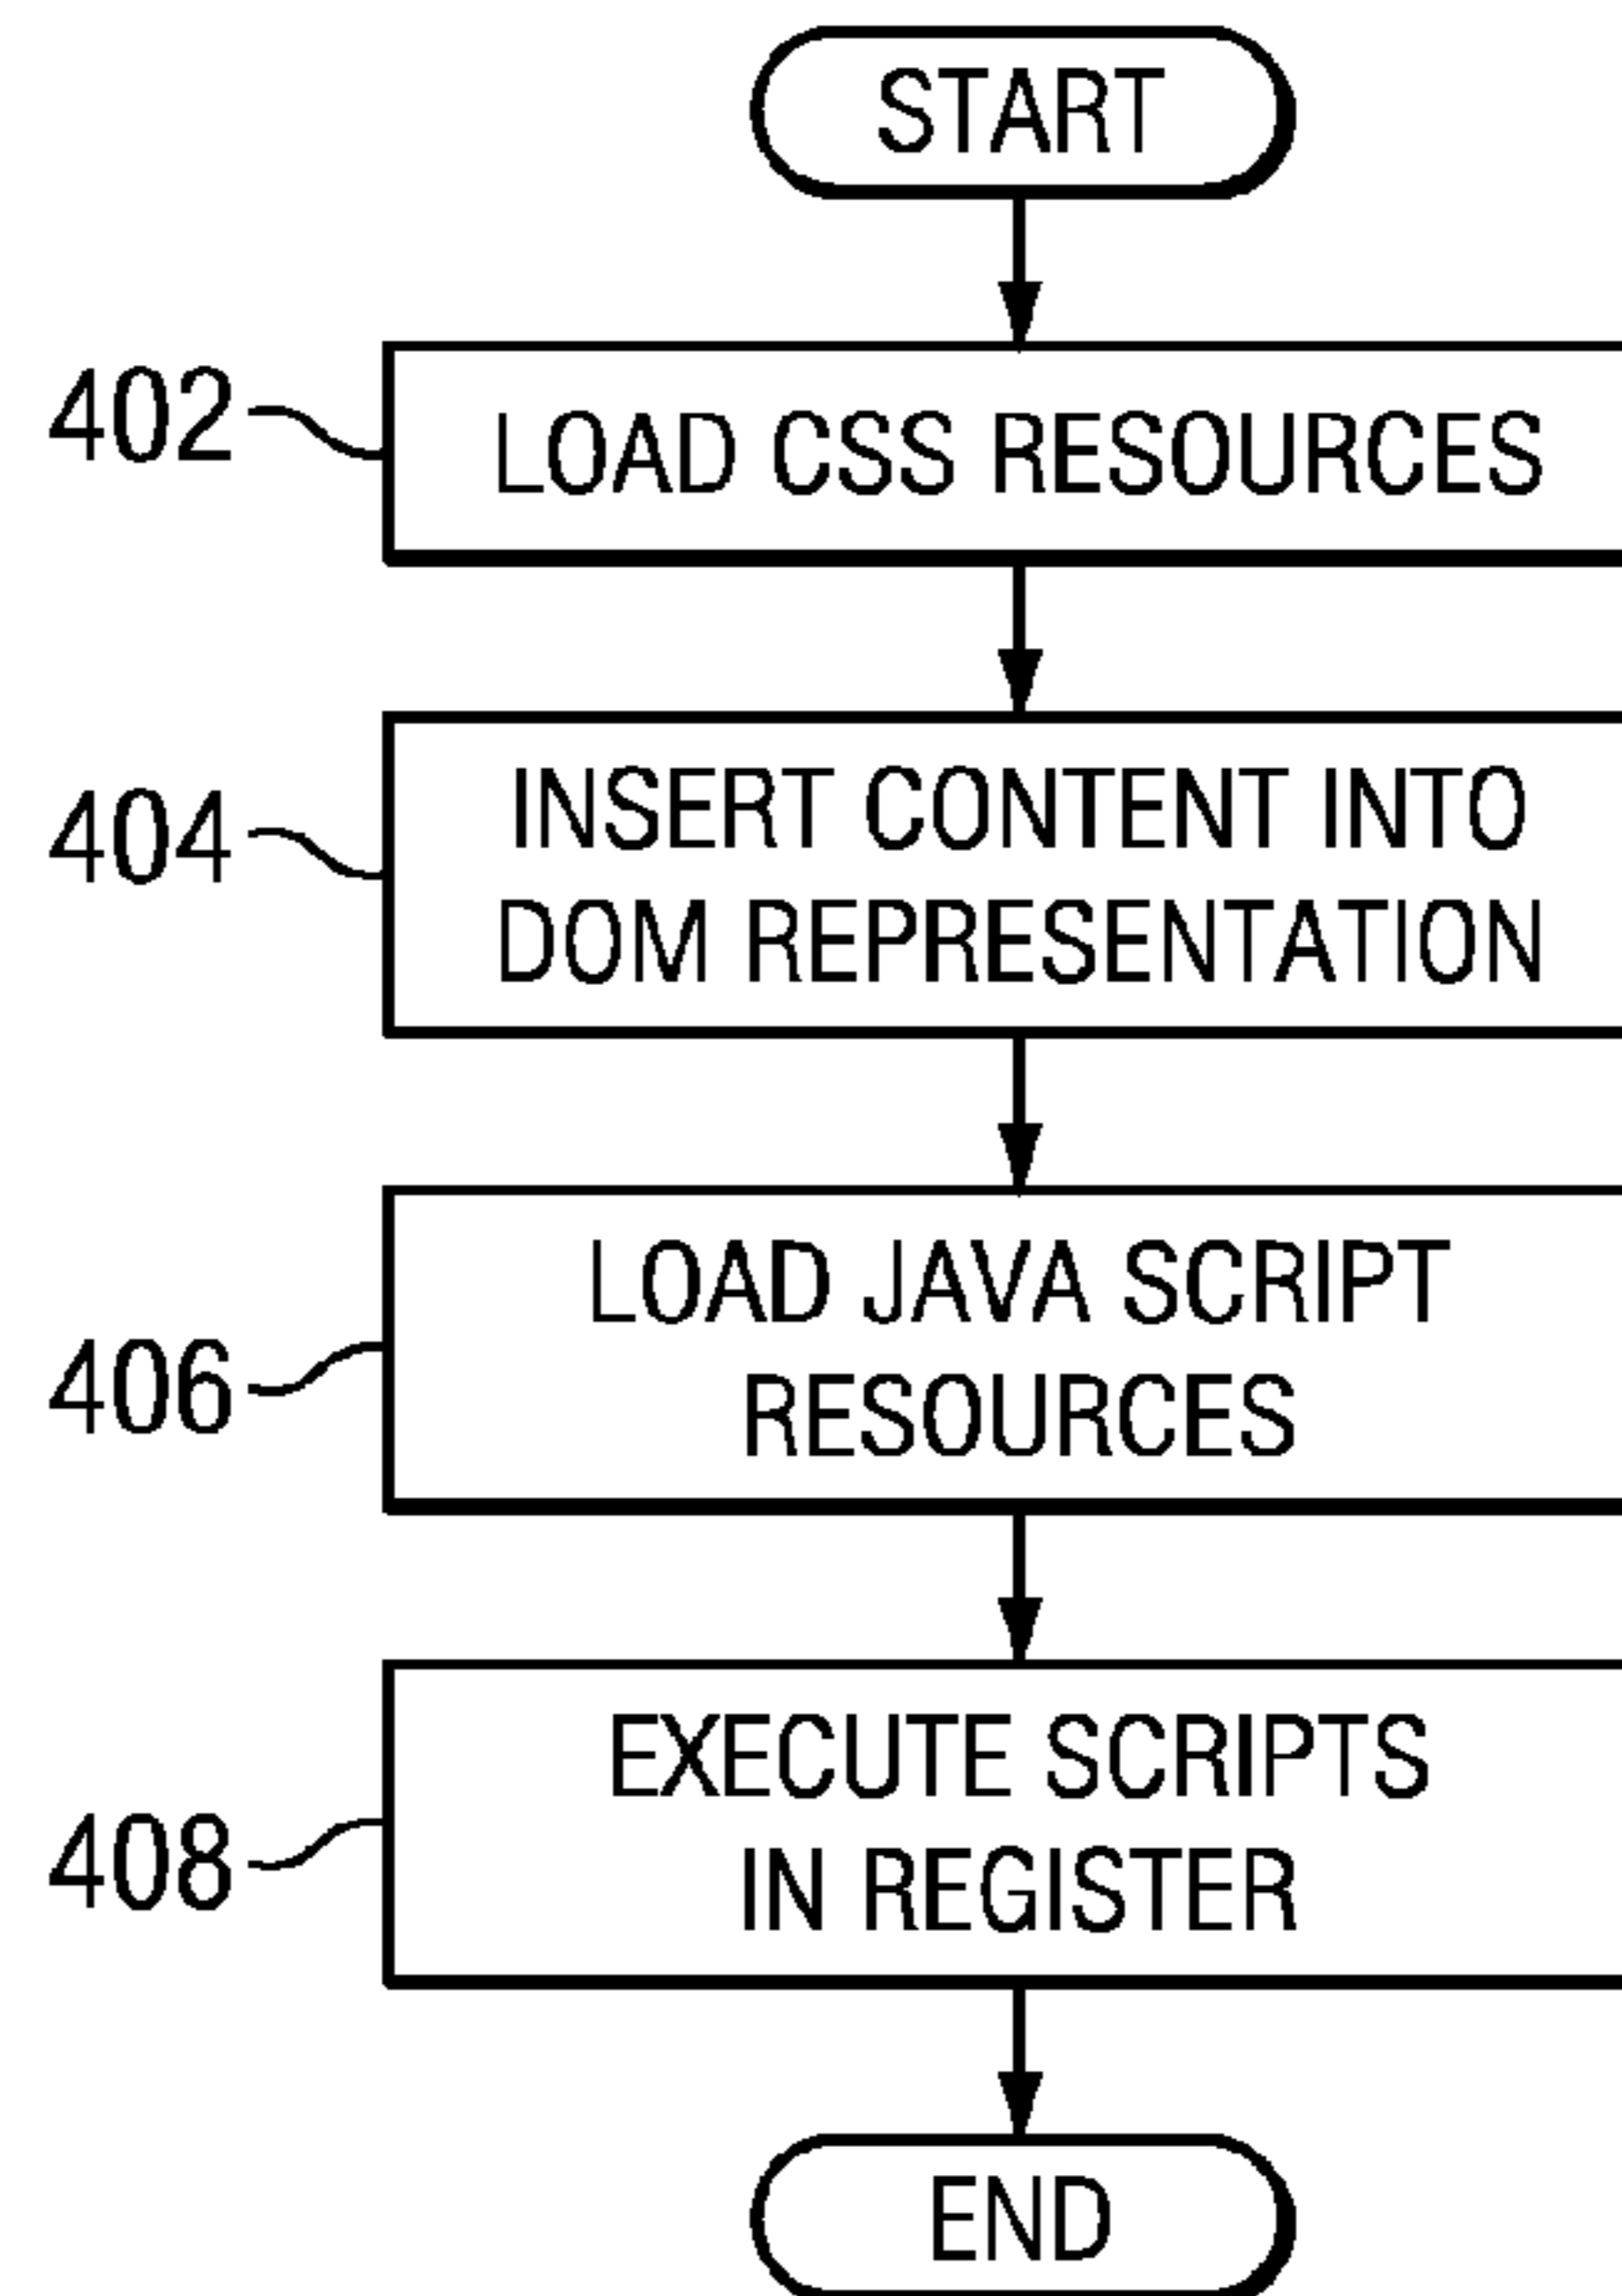 START
402
LOAD CSS RESOURCES
404
INSERT CONTENT INTO
DOM REPRESENTATION
406
LOAD JAVA SCRIPT
RESOURCES
408
EXECUTE SCRIPTS
IN REGISTER
END